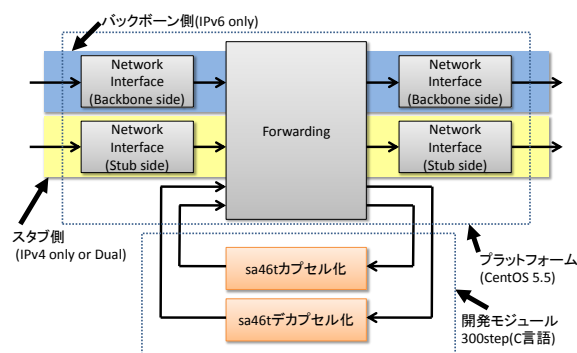 バックボーン側(IPv6 only)
Network
Interface
(Backbone side)
Network
Interface
(Backbone side)
Forwarding
Network
Interface
(Stub side)
Network
Interface
(Stub side)
スタブ側
(IPv4 only or Dual)
プラットフォーム
(CentOS 5.5)
sa46tカプセル化
sa46tデカプセル化
開発モジュール
300step(C言語)